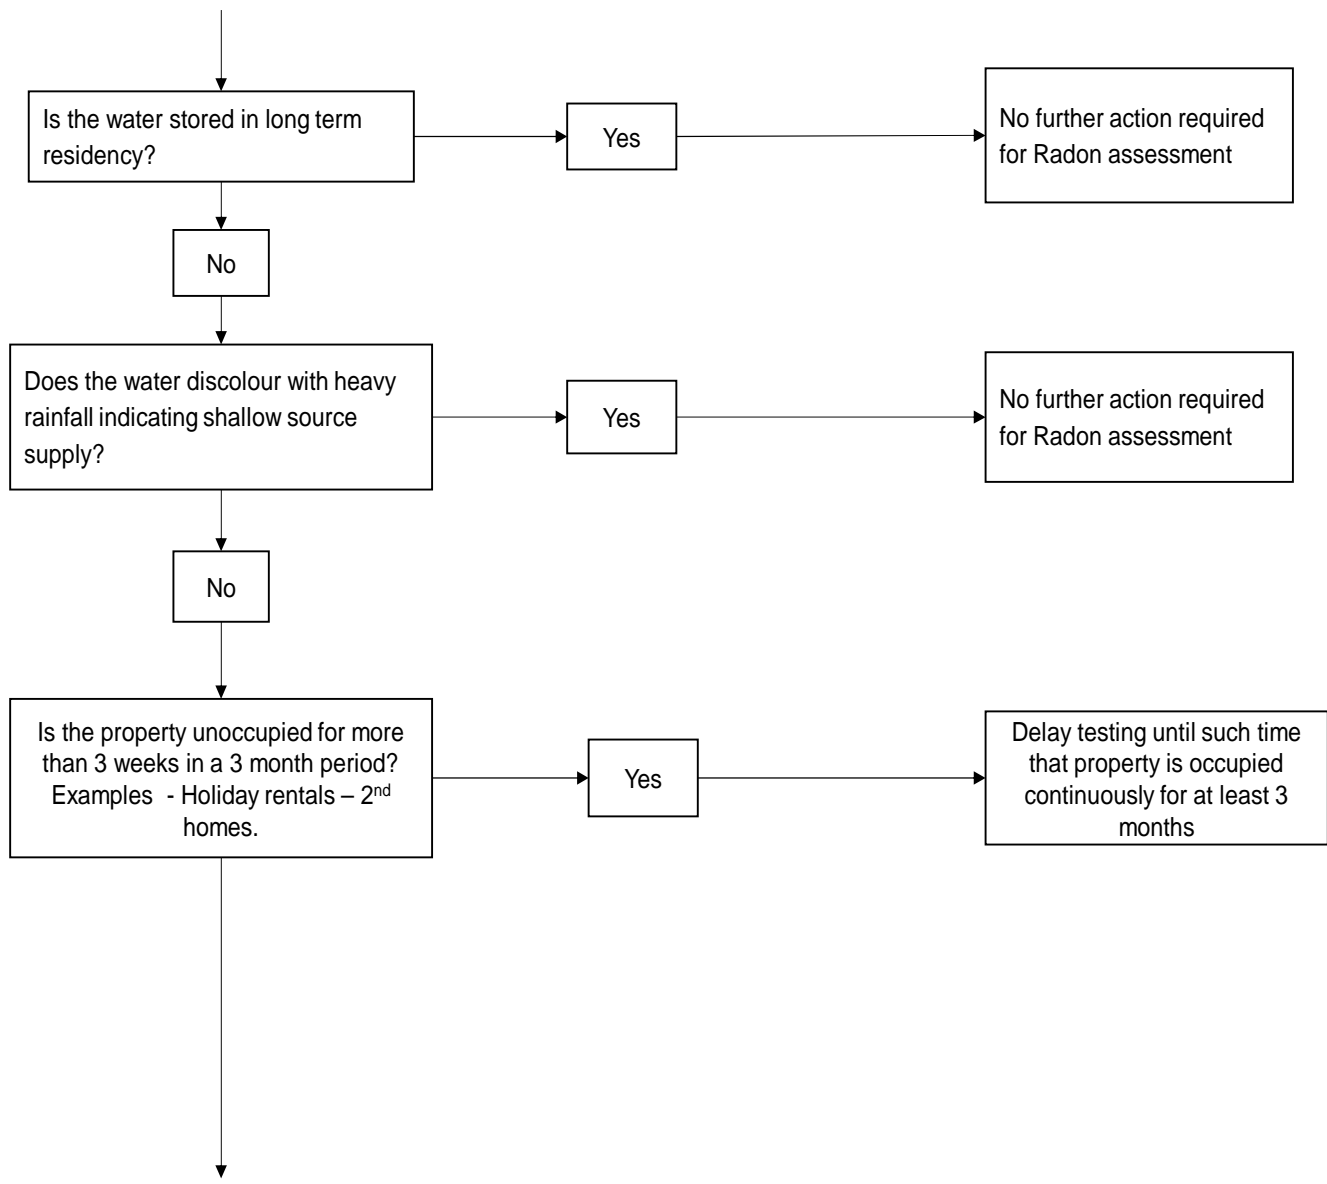 Is the water stored in long term
residency?
Yes
No further action required
for Radon assessment
No
Does the water discolour with heavy
rainfall indicating shallow source
supply?
Yes
No further action required
for Radon assessment
No
Is the property unoccupied for more
than 3 weeks in a 3 month period?
Examples - Holiday rentals – 2nd
homes.
Yes
Delay testing until such time
that property is occupied
continuously for at least 3
months